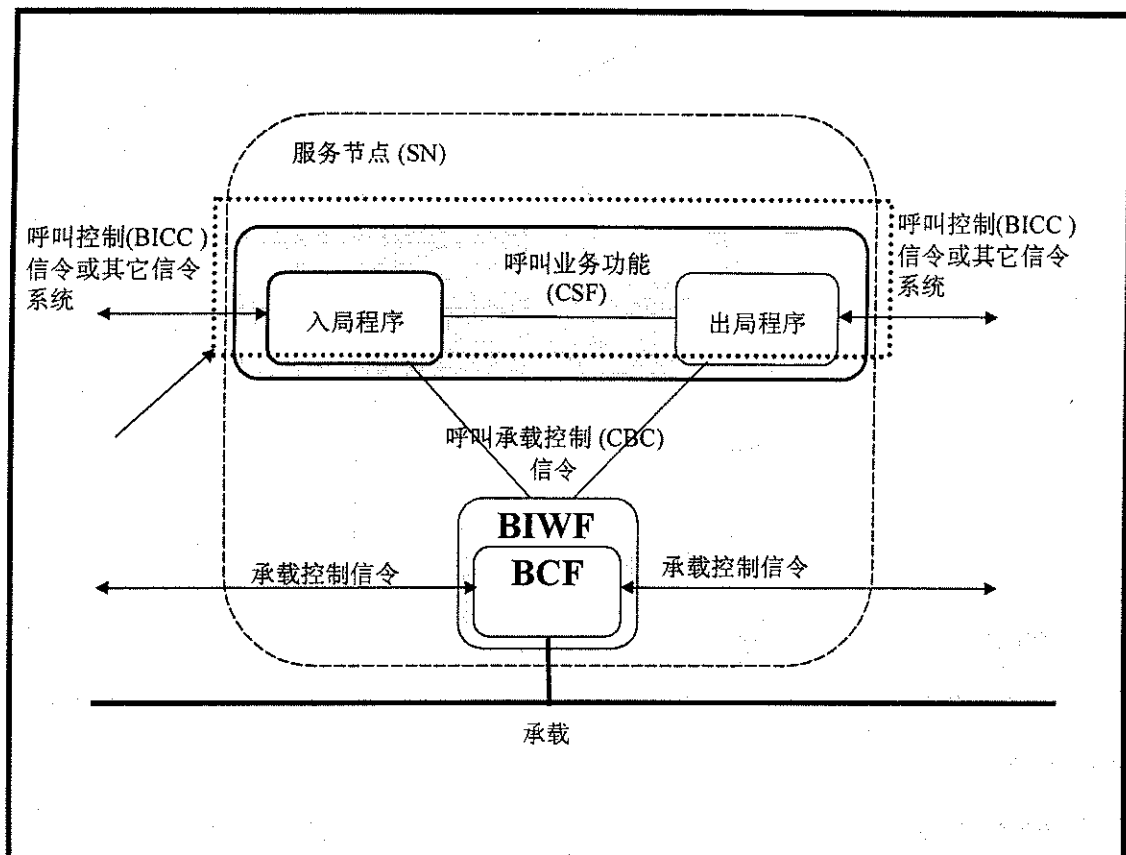 服务节点 (SN)
呼叫控制(BICC )
信令或其它信令
系统
呼叫业务功能
(CSF)
入局程序
出局程序
呼叫控制(BICC )
信令或其它信令
系统
呼叫承载控制 (CBC)
信令
BIWF
BCF
承载控制信令
承载控制信令
承载